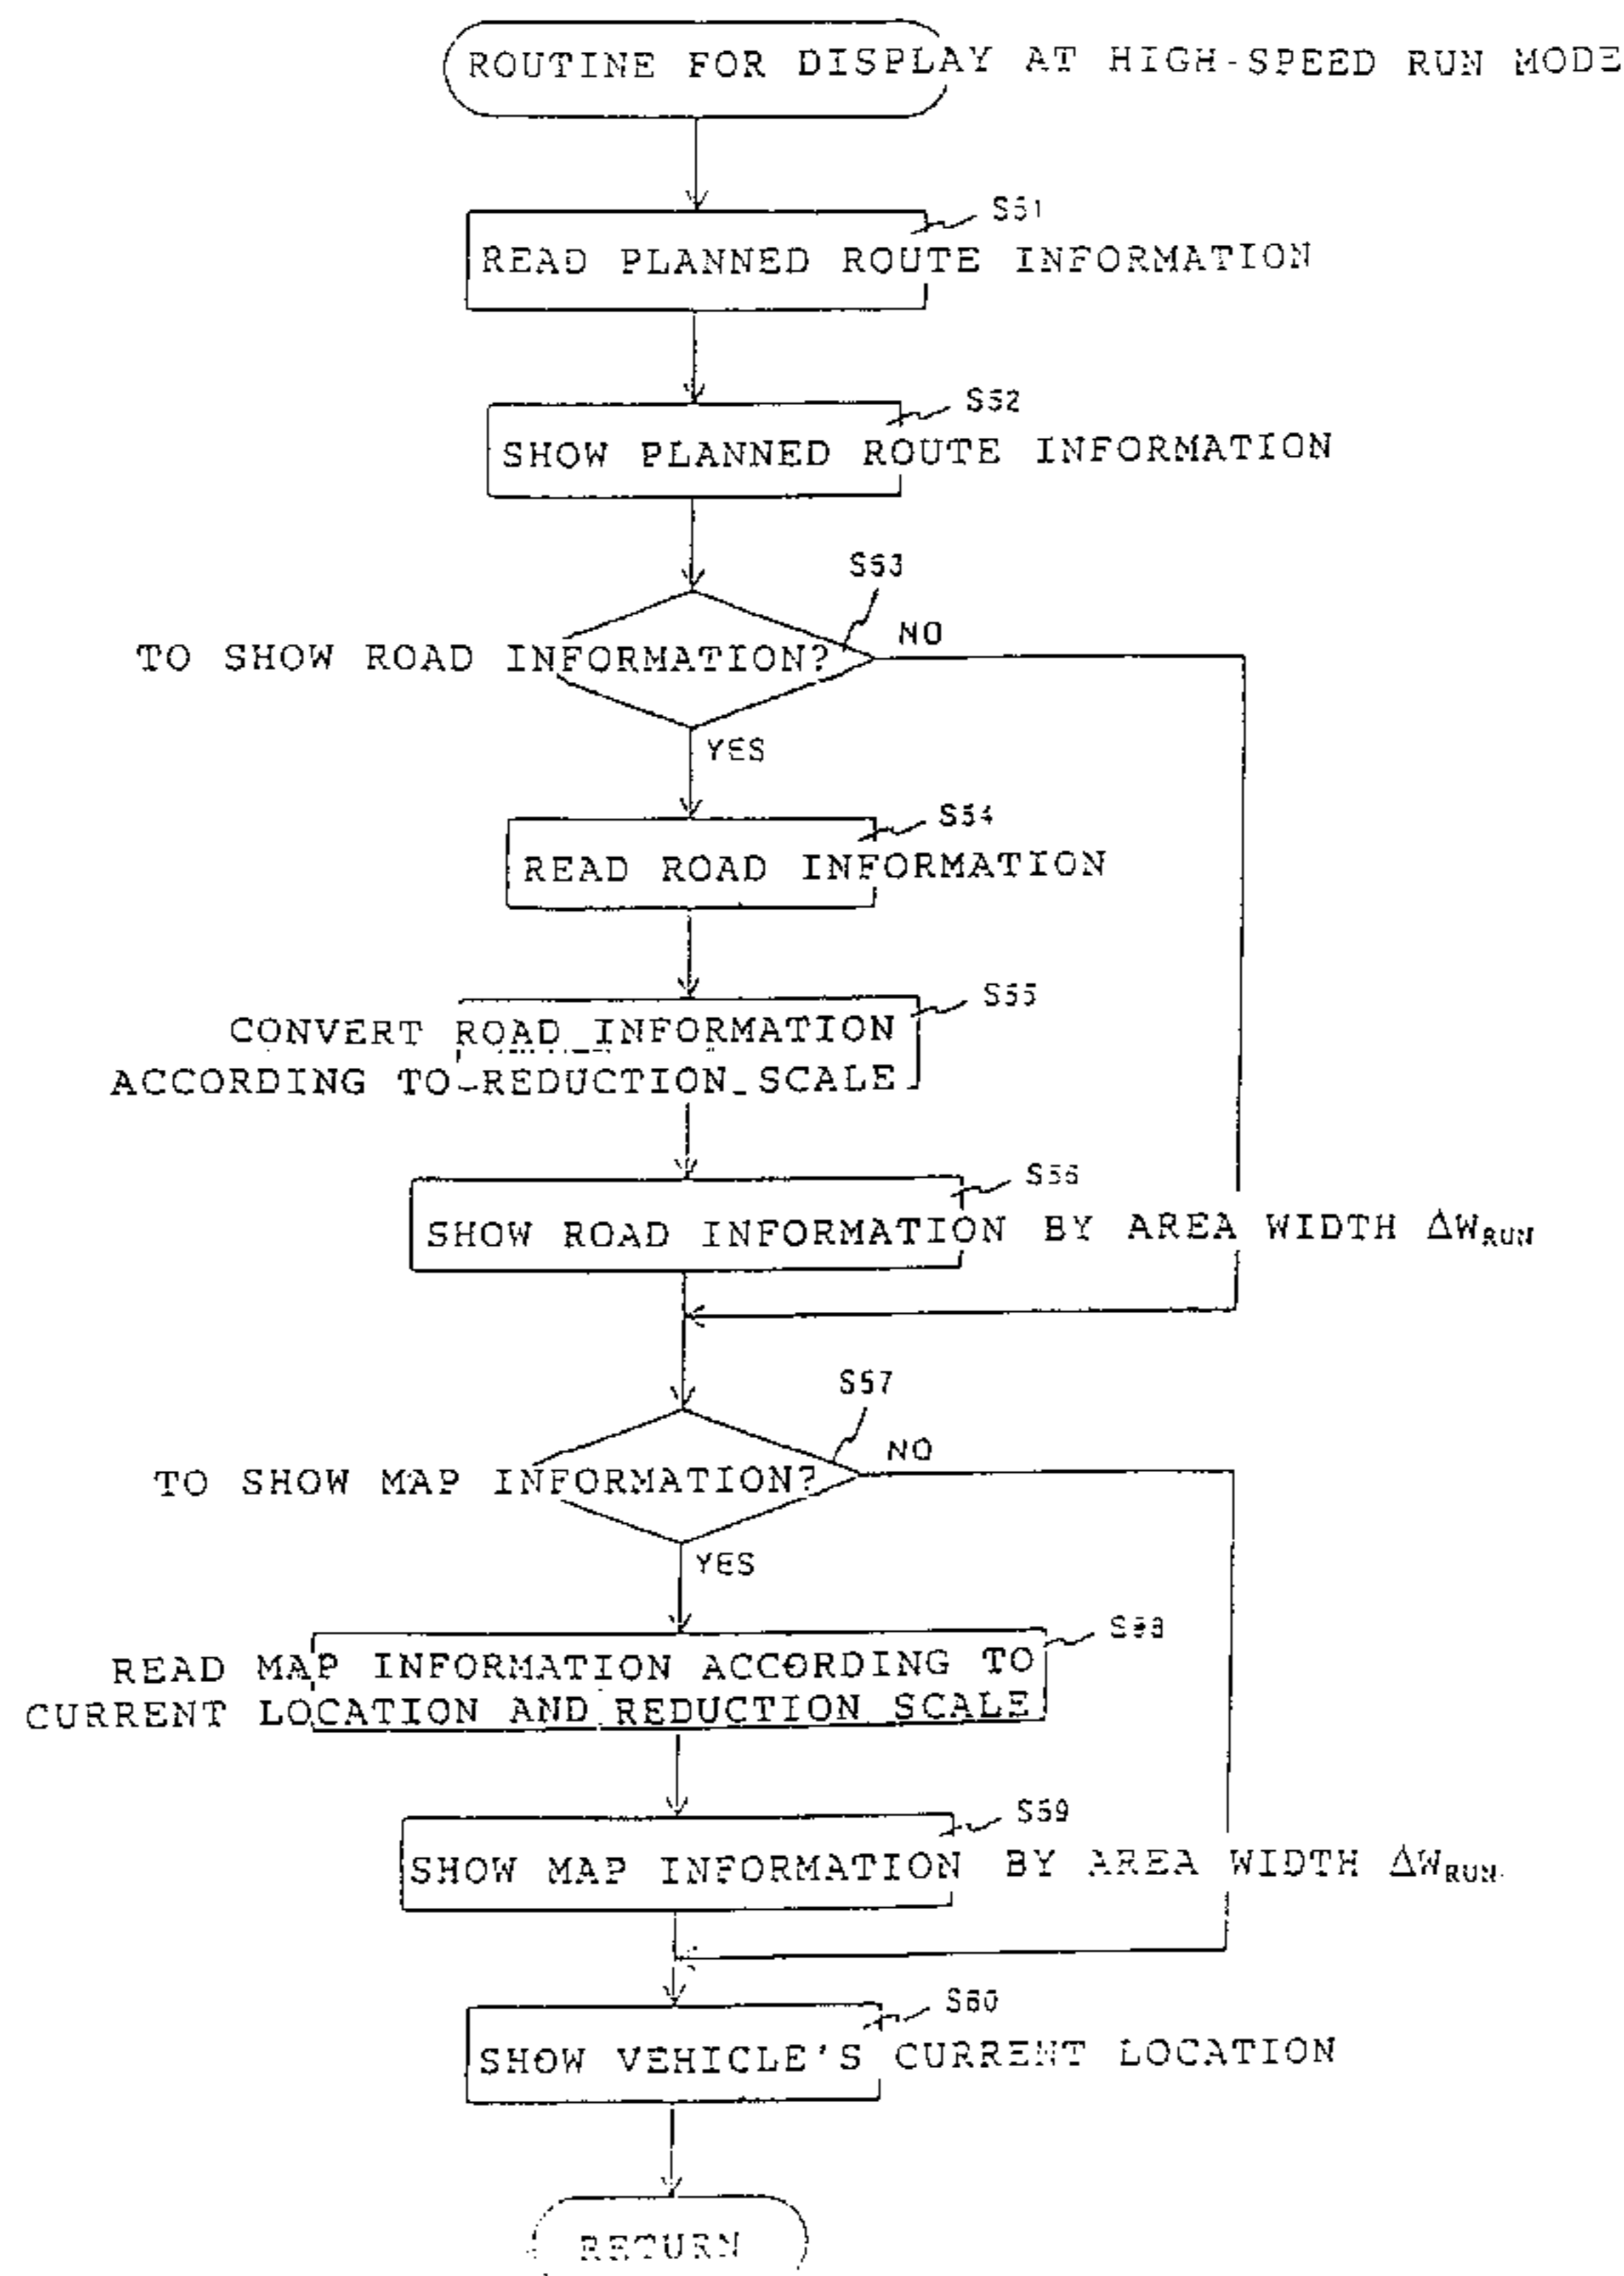 ROUTINE FOR DISPLAY AT HIGH-SPEED RUN MODE
S51
READ PLANNED ROUTE INFORMATION
S52
SHOW PLANNED ROUTE INFORMATION
S53
TO SHOW ROAD INFORMATION?
NO
YES
S54
READ ROAD INFORMATION
S55
CONVERT ROAD INFORMATION
ACCORDING TO REDUCTION SCALE
S56
SHOW ROAD INFORMATION BY AREA WIDTH ΔW_RUN
S57
TO SHOW MAP INFORMATION?
NO
YES
S58
READ MAP INFORMATION ACCORDING TO
CURRENT LOCATION AND REDUCTION SCALE
S59
SHOW MAP INFORMATION BY AREA WIDTH ΔW_RUN
S60
SHOW VEHICLE'S CURRENT LOCATION
RETURN